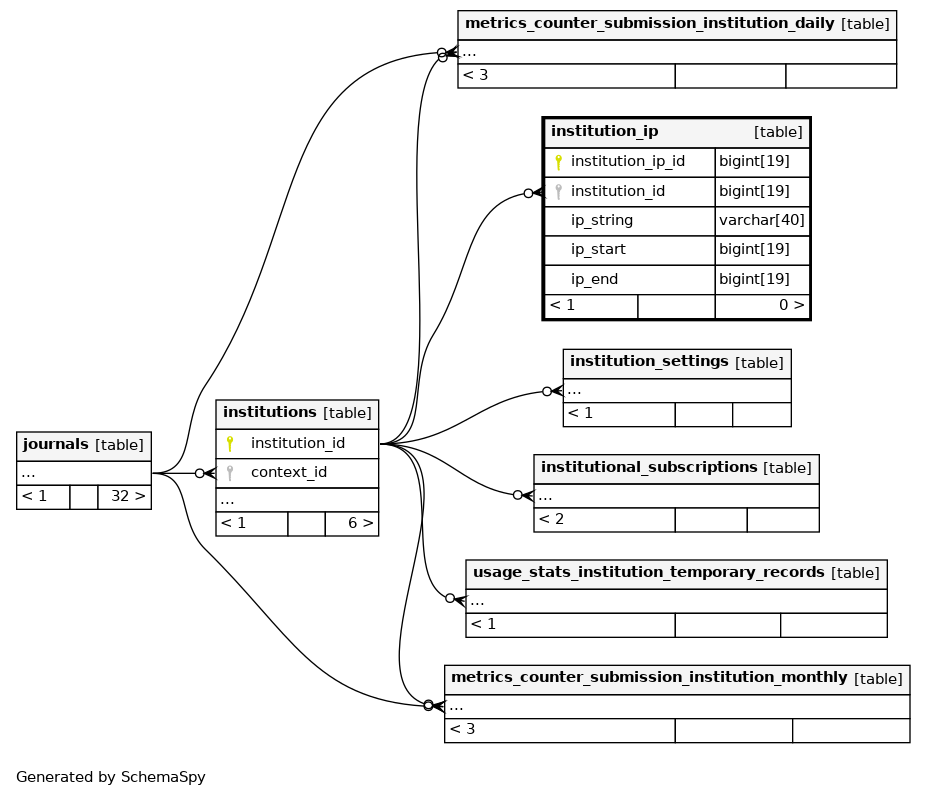 metrics_counter_submission_institution_daily [table]
...
< 3
institution_ip [table]
institution_ip_id bigint[19]
institution_id bigint[19]
ip_string varchar[40]
ip_start bigint[19]
ip_end bigint[19]
< 1 0 >
institution_settings [table]
...
< 1
institutions [table]
institution_id
context_id
...
< 1 6 >
journals [table]
...
< 1 32 >
institutional_subscriptions [table]
...
< 2
usage_stats_institution_temporary_records [table]
...
< 1
metrics_counter_submission_institution_monthly [table]
...
< 3
Generated by SchemaSpy